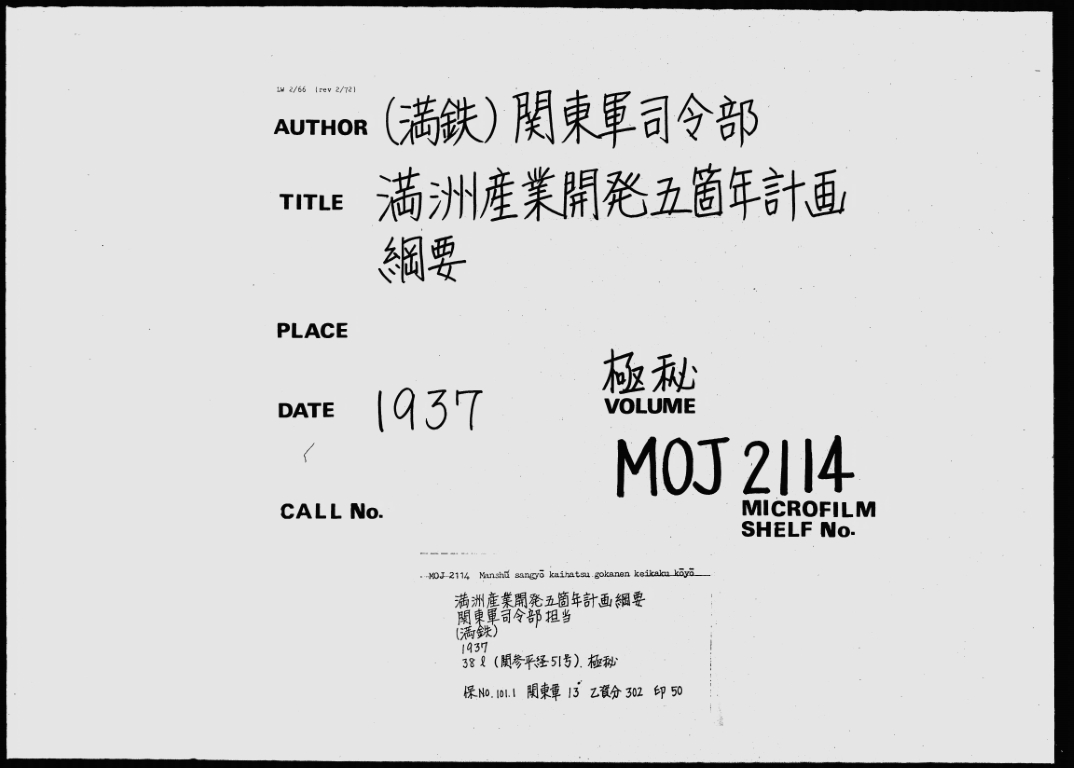 LW 2/66 (rev 2/72)
AUTHOR (満鉄) 関東軍司令部
TITLE 満洲産業開発五箇年計画
綱要
PLACE
極秘
VOLUME
DATE 1937
MOJ 2114
MICROFILM
SHELF No.
CALL No.
MOJ 2114 Manshū sangyō kaihatsu gokanen keikaku kōyō
満洲産業開発五箇年計画綱要
関東軍司令部担当
(満鉄)
1937
38ℓ (関参平経51号). 極秘
保No. 101.1 関東軍 13 乙資分 302 印 50